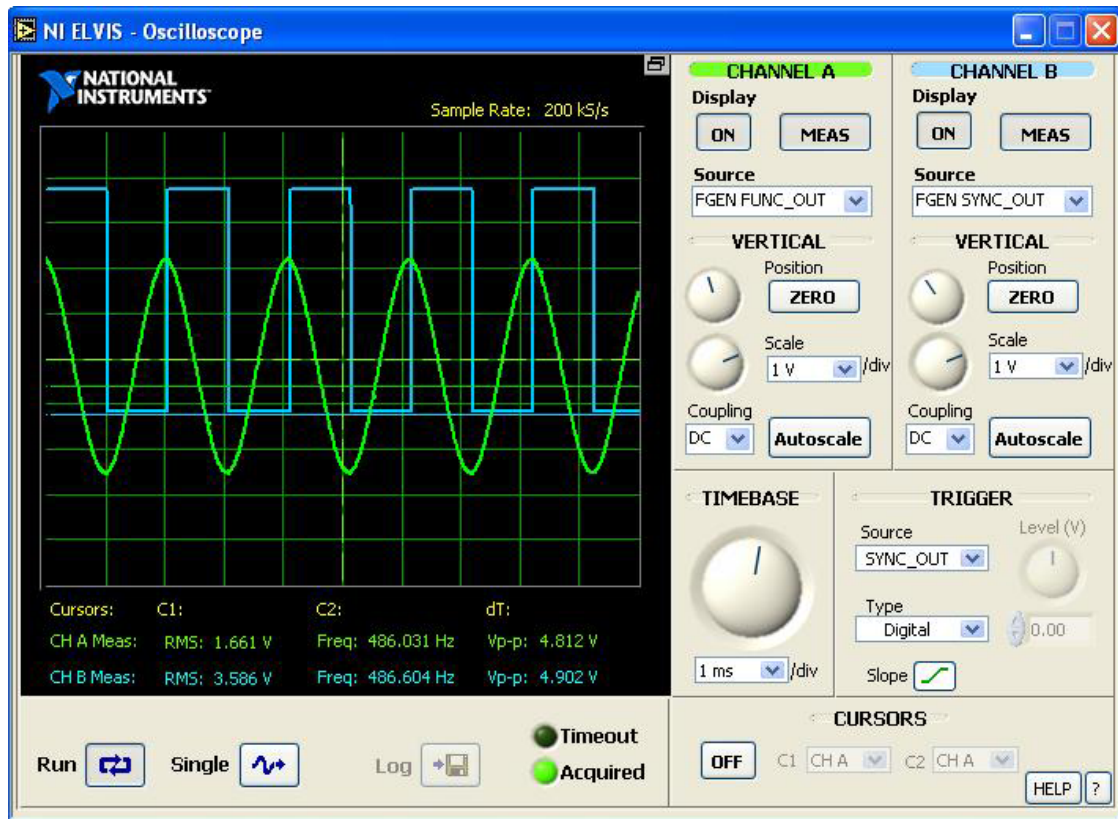 NI ELVIS - Oscilloscope
NATIONAL
INSTRUMENTS
Sample Rate: 200 kS/s
Cursors: C1: C2: dT:
CH A Meas: RMS: 1.661 V Freq: 486.031 Hz Vp-p: 4.812 V
CH B Meas: RMS: 3.586 V Freq: 486.604 Hz Vp-p: 4.902 V
CHANNEL A
Display
ON MEAS
Source
FGEN FUNC_OUT
VERTICAL
Position
ZERO
Scale
1 V /div
Coupling
DC Autoscale
CHANNEL B
Display
ON MEAS
Source
FGEN SYNC_OUT
VERTICAL
Position
ZERO
Scale
1 V /div
Coupling
DC Autoscale
TIMEBASE
1 ms /div
TRIGGER
Source Level (V)
SYNC_OUT
Type
Digital 0.00
Slope
Run Single Log
Timeout
Acquired
CURSORS
OFF C1 CH A C2 CH A
HELP ?